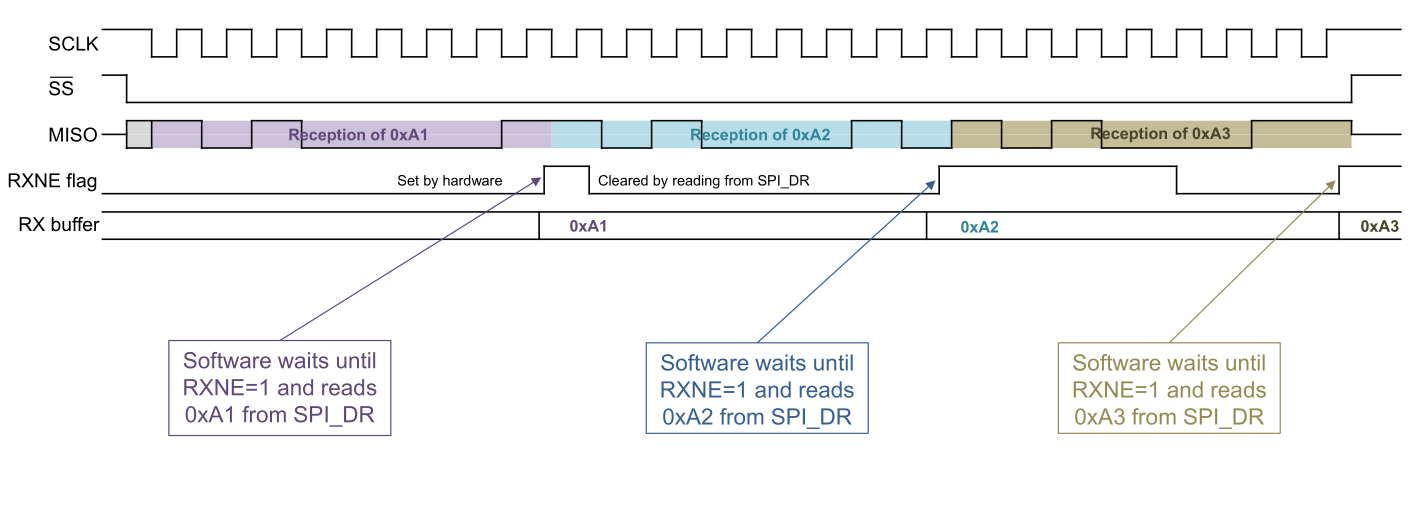 SCLK
SS
MISO
Reception of 0xA1
Reception of 0xA2
Reception of 0xA3
RXNE flag
Set by hardware
Cleared by reading from SPI_DR
RX buffer
0xA1
0xA2
0xA3
Software waits until
RXNE=1 and reads
0xA1 from SPI_DR
Software waits until
RXNE=1 and reads
0xA2 from SPI_DR
Software waits until
RXNE=1 and reads
0xA3 from SPI_DR